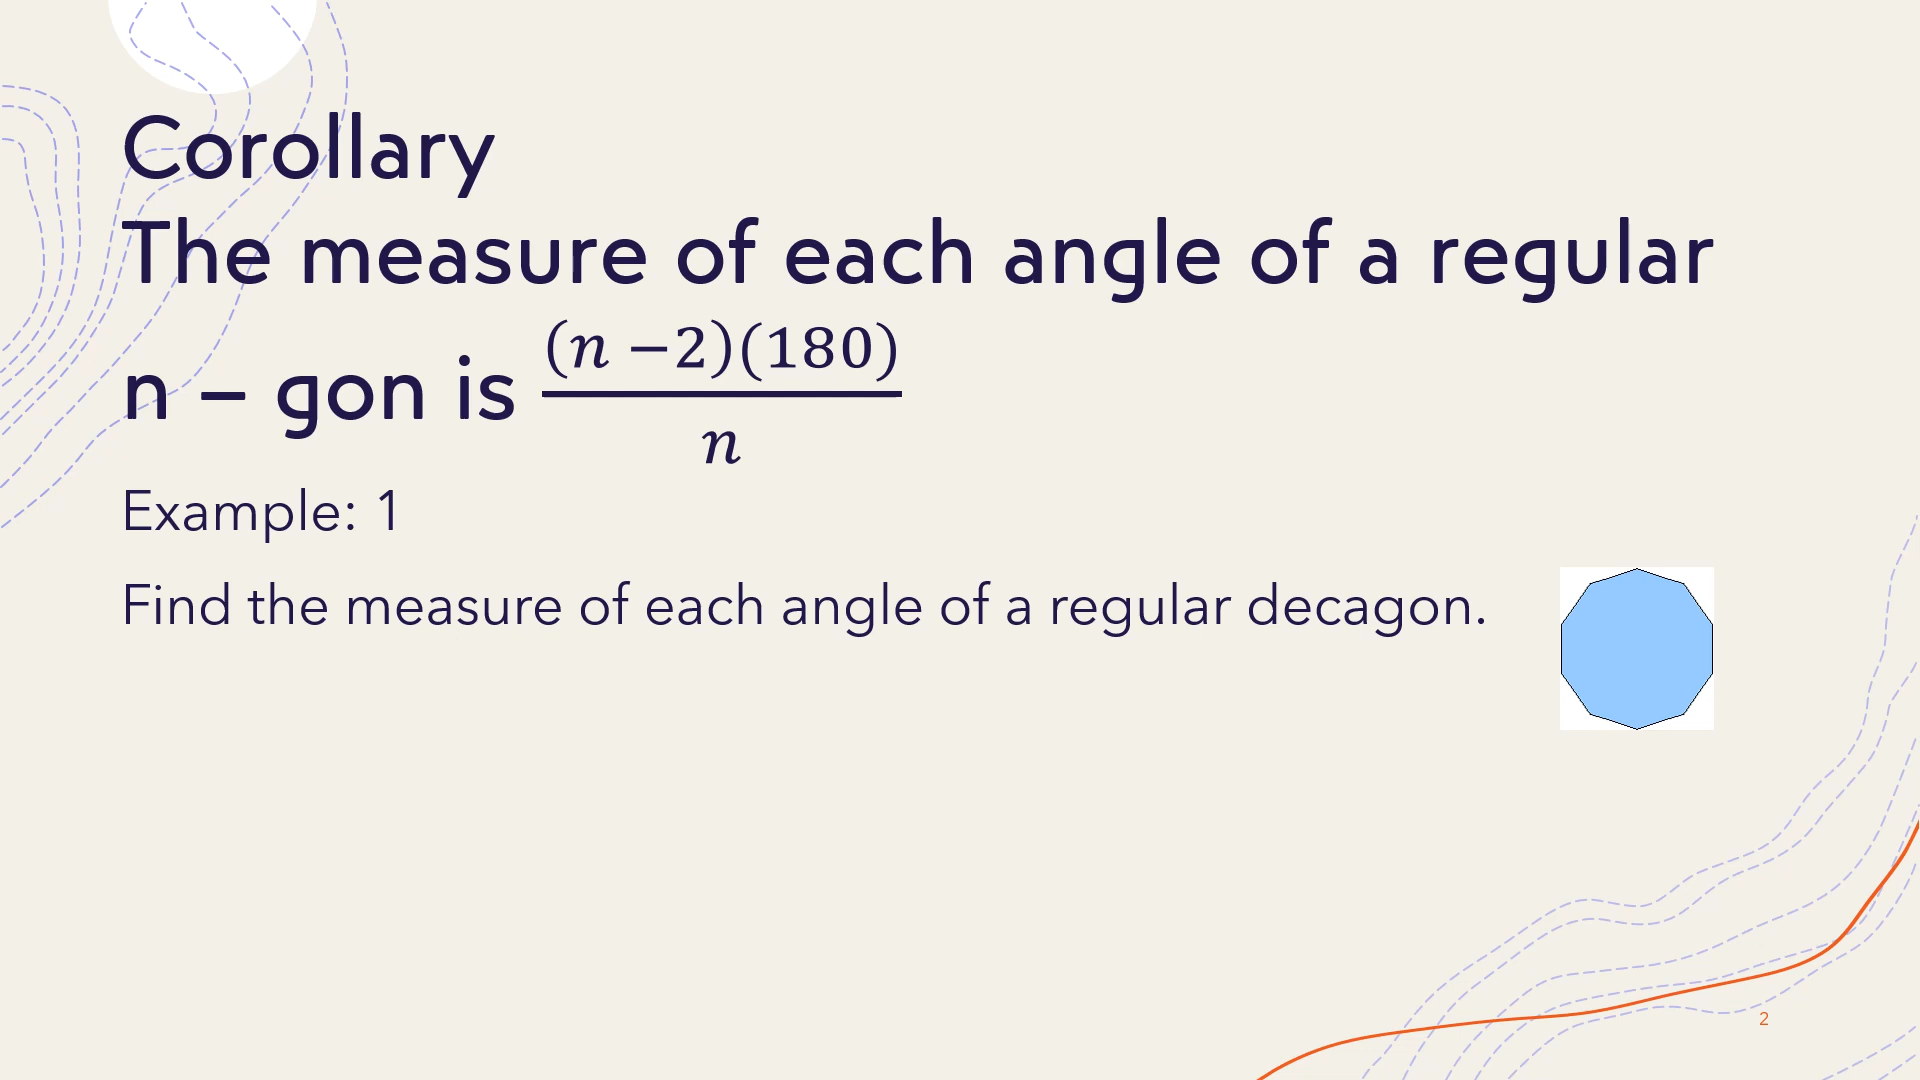 Corollary
The measure of each angle of a regular
n – gon is \frac{(n − 2)(180)}{n}
Example: 1
Find the measure of each angle of a regular decagon.
2